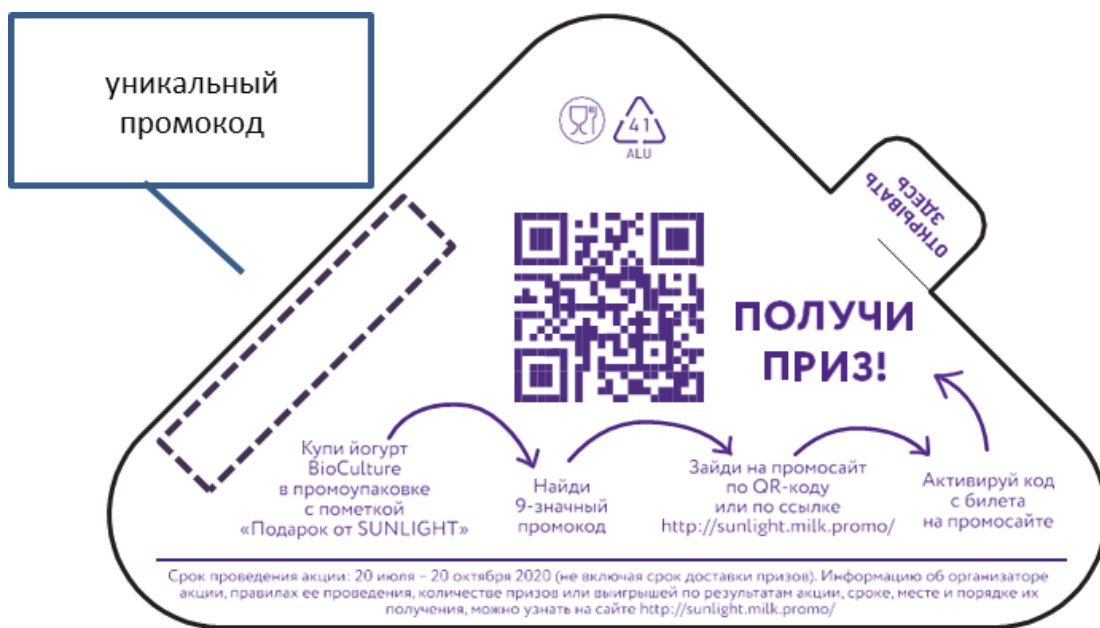 уникальный
промокод
41
ALU
ОТКРЫВАТЬ
ЗДЕСЬ
ПОЛУЧИ
ПРИЗ!
Купи йогурт
BioCulture
в промоупаковке
с пометкой
«Подарок от SUNLIGHT»
Найди
9-значный
промокод
Зайди на промосайт
по QR-коду
или по ссылке
http://sunlight.milk.promo/
Активируй код
с билета
на промосайте
Срок проведения акции: 20 июля – 20 октября 2020 (не включая срок доставки призов). Информацию об организаторе
акции, правилах ее проведения, количестве призов или выигрышей по результатам акции, сроке, месте и порядке их
получения, можно узнать на сайте http://sunlight.milk.promo/